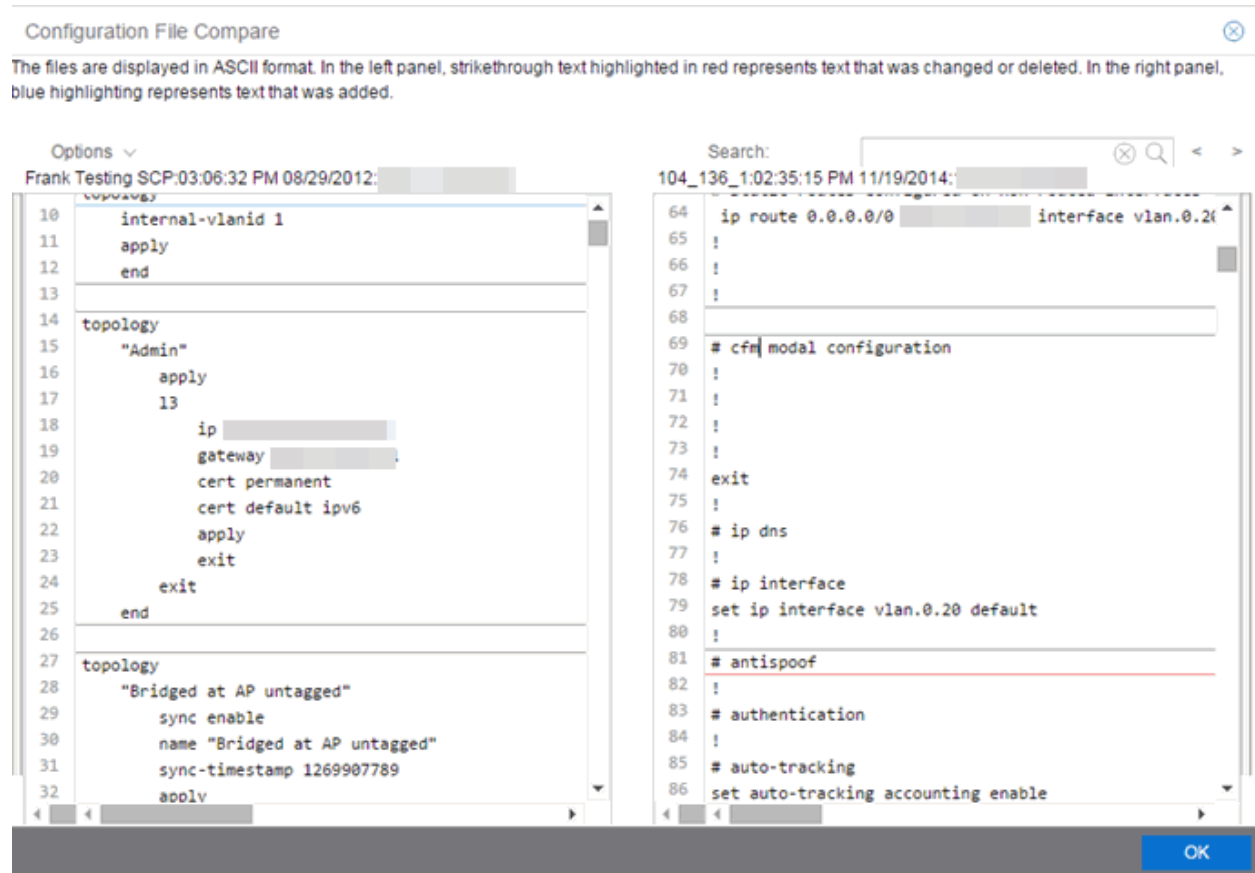 Configuration File Compare
The files are displayed in ASCII format. In the left panel, strikethrough text highlighted in red represents text that was changed or deleted. In the right panel,
blue highlighting represents text that was added.
Options
Frank Testing SCP:03:06:32 PM 08/29/2012:
topology
10 internal-vlanid 1
11 apply
12 end
13
14 topology
15 "Admin"
16 apply
17 l3
18 ip
19 gateway
20 cert permanent
21 cert default ipv6
22 apply
23 exit
24 exit
25 end
26
27 topology
28 "Bridged at AP untagged"
29 sync enable
30 name "Bridged at AP untagged"
31 sync-timestamp 1269907789
32 apply
Search:
< >
104_136_1:02:35:15 PM 11/19/2014:
64 ip route 0.0.0.0/0 interface vlan.0.20
65 !
66 !
67 !
68
69 # cfm modal configuration
70 !
71 !
72 !
73 !
74 exit
75 !
76 # ip dns
77 !
78 # ip interface
79 set ip interface vlan.0.20 default
80 !
81 # antispoof
82 !
83 # authentication
84 !
85 # auto-tracking
86 set auto-tracking accounting enable
OK